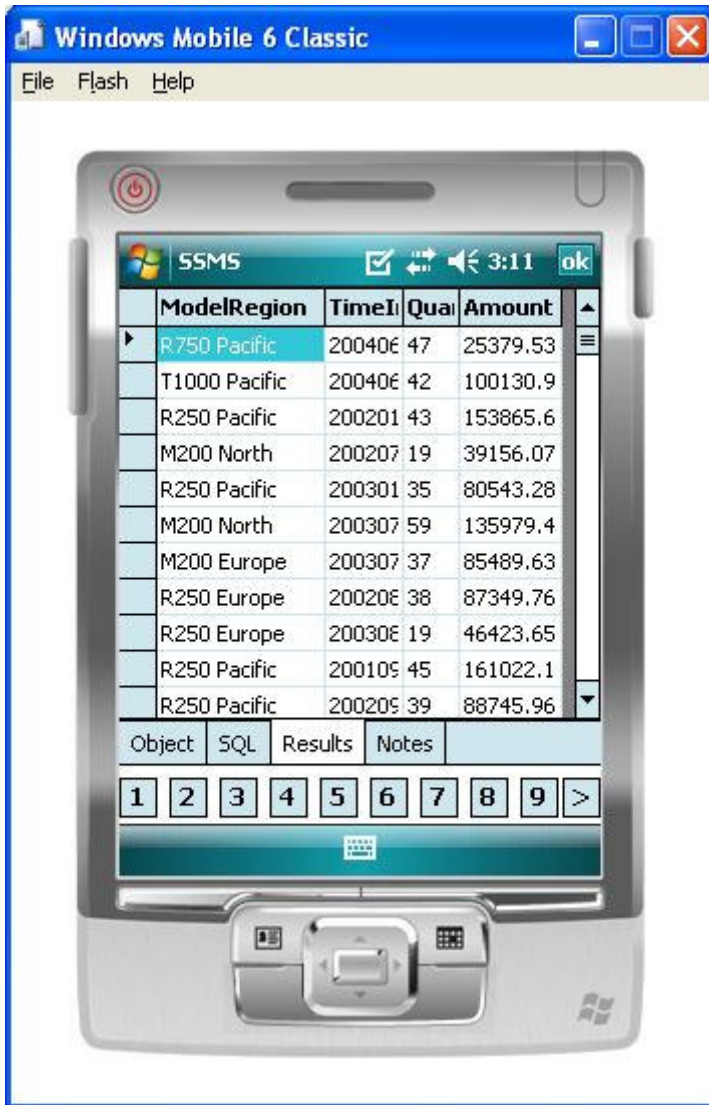 Windows Mobile 6 Classic
File Flash Help
SSMS 3:11 ok
ModelRegion TimeI Qua Amount
R750 Pacific 200406 47 25379.53
T1000 Pacific 200406 42 100130.9
R250 Pacific 200201 43 153865.6
M200 North 200207 19 39156.07
R250 Pacific 200301 35 80543.28
M200 North 200307 59 135979.4
M200 Europe 200307 37 85489.63
R250 Europe 200208 38 87349.76
R250 Europe 200308 19 46423.65
R250 Pacific 200109 45 161022.1
R250 Pacific 200209 39 88745.96
Object SQL Results Notes
1 2 3 4 5 6 7 8 9 >